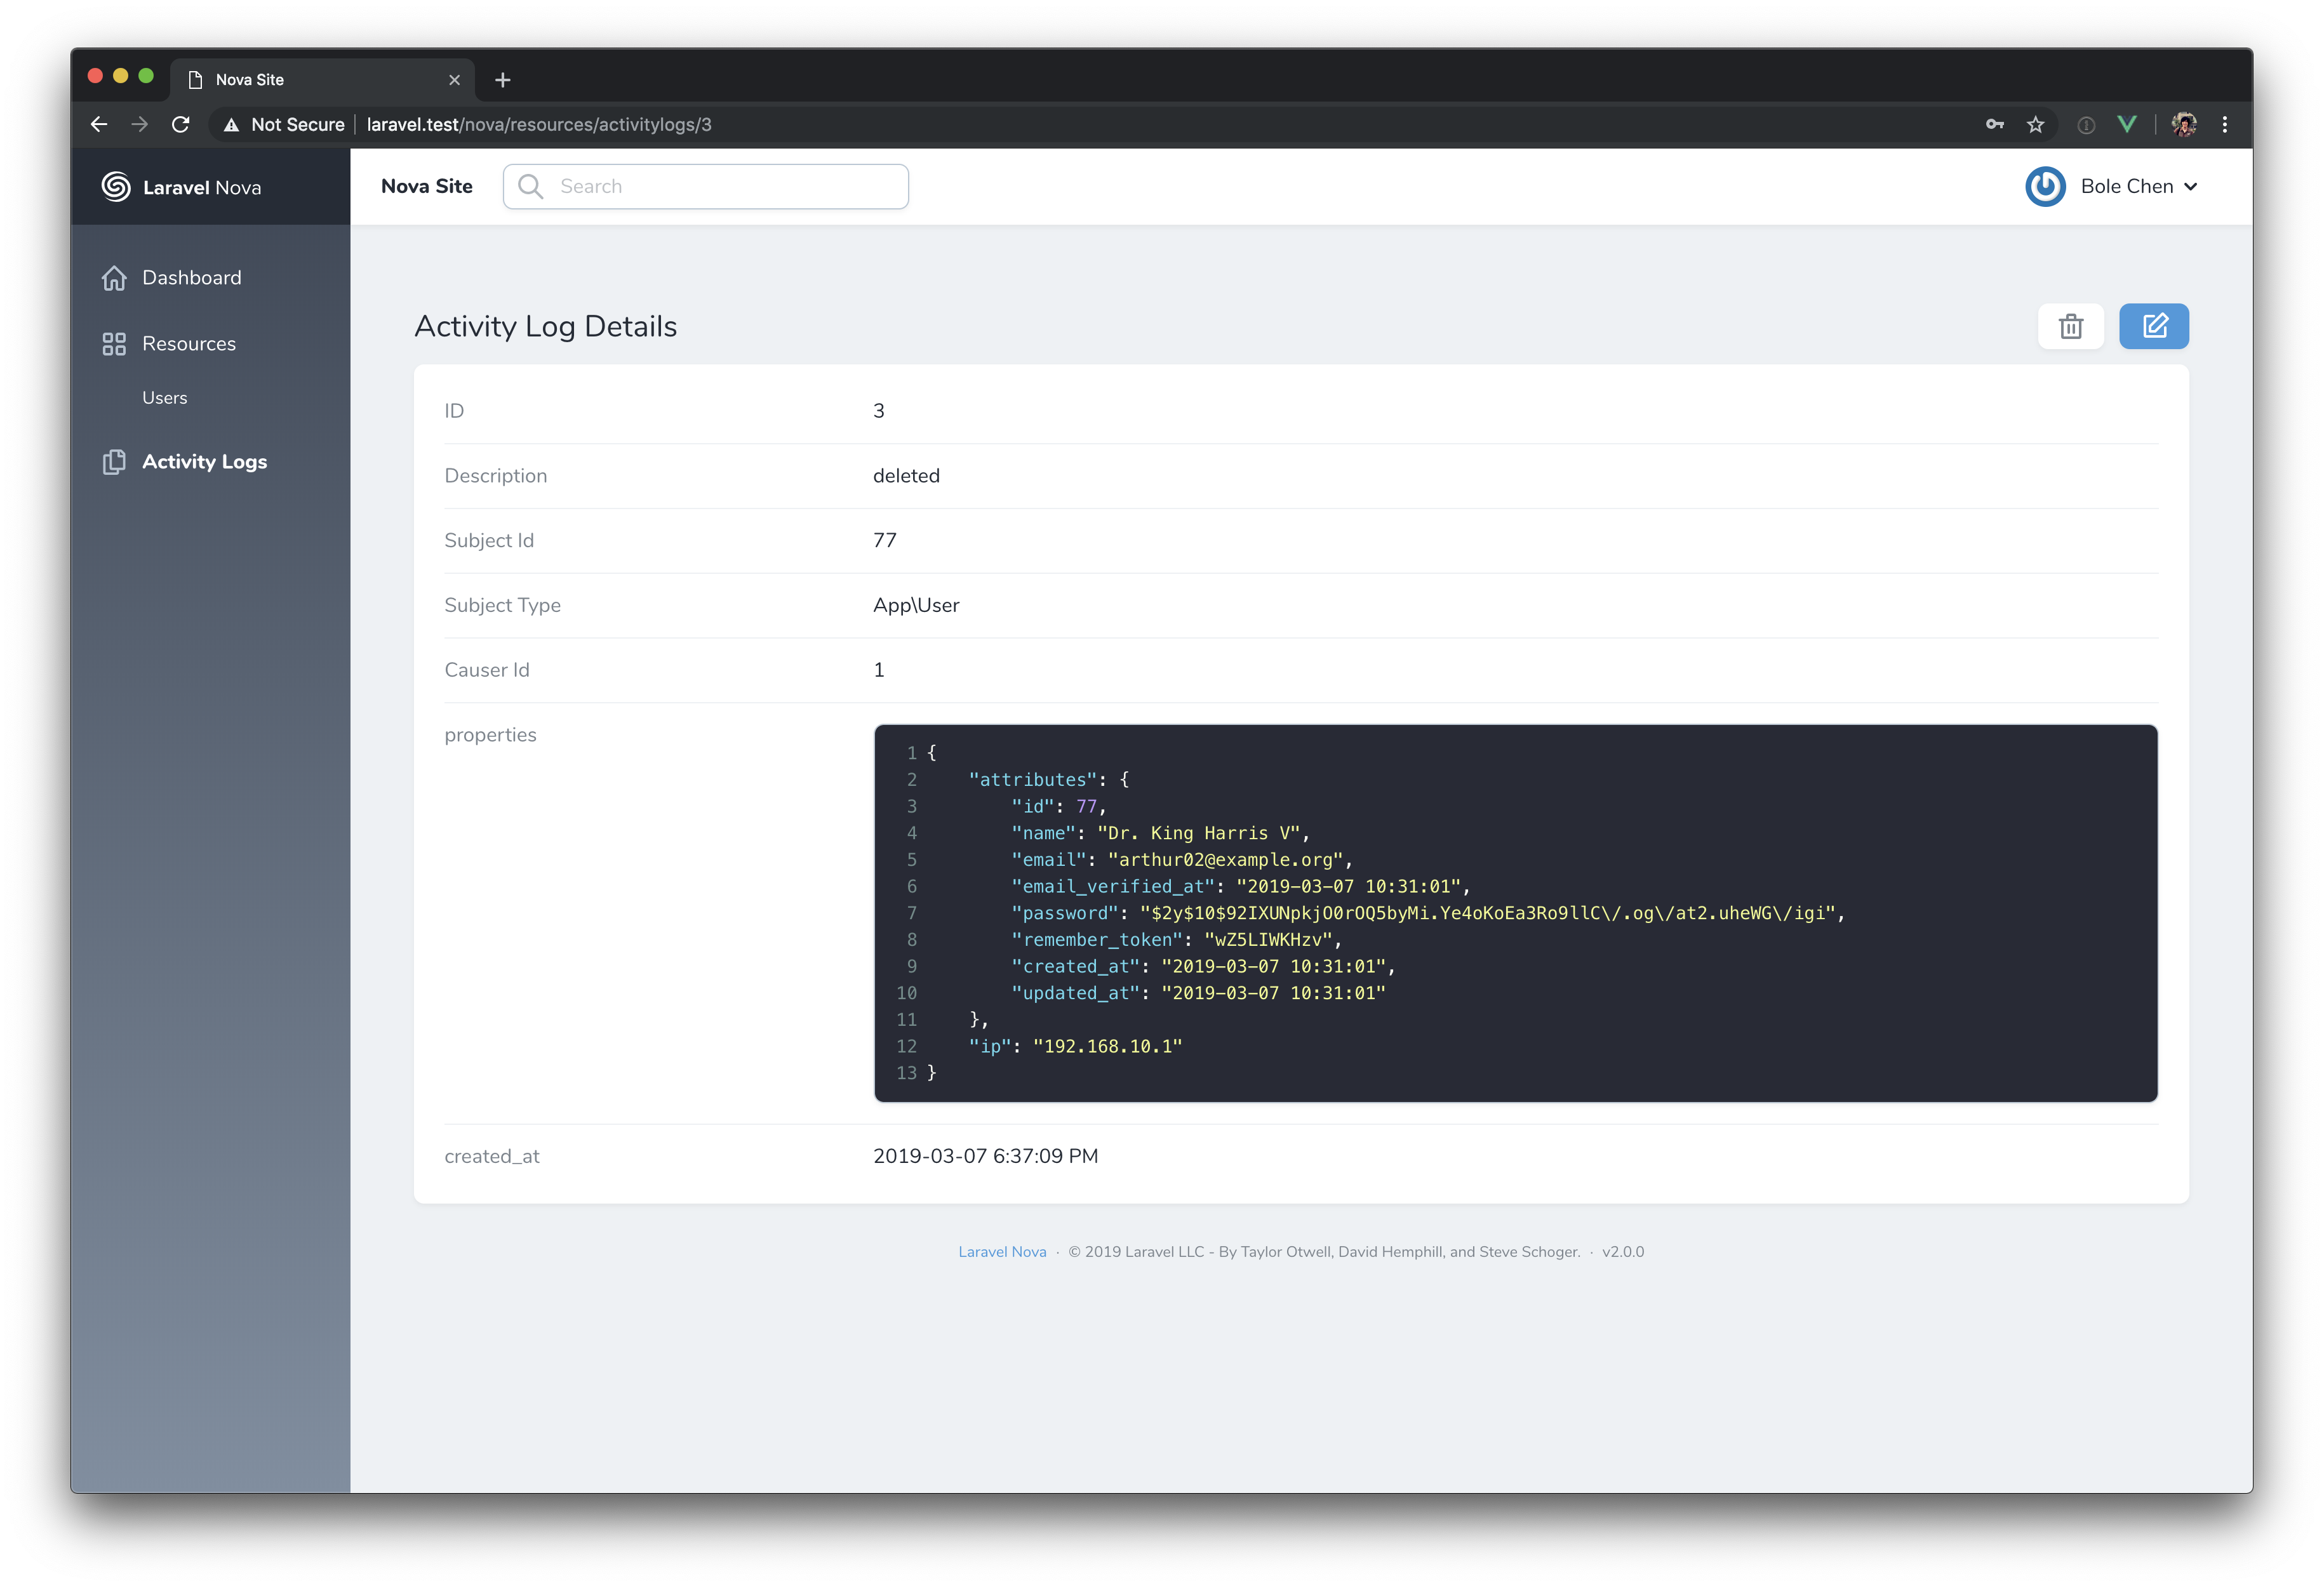 Nova Site
Not Secure laravel.test/nova/resources/activitylogs/3
Laravel Nova
Nova Site
Search
Bole Chen
Dashboard
Resources
Users
Activity Logs
Activity Log Details
ID 3
Description deleted
Subject Id 77
Subject Type App\User
Causer Id 1
properties
1 {
2 "attributes": {
3 "id": 77,
4 "name": "Dr. King Harris V",
5 "email": "arthur02@example.org",
6 "email_verified_at": "2019-03-07 10:31:01",
7 "password": "$2y$10$92IXUNpkjO0rOQ5byMi.Ye4oKoEa3Ro9llC\/.og\/at2.uheWG\/igi",
8 "remember_token": "wZ5LIWKHzv",
9 "created_at": "2019-03-07 10:31:01",
10 "updated_at": "2019-03-07 10:31:01"
11 },
12 "ip": "192.168.10.1"
13 }
created_at 2019-03-07 6:37:09 PM
Laravel Nova · © 2019 Laravel LLC - By Taylor Otwell, David Hemphill, and Steve Schoger. · v2.0.0